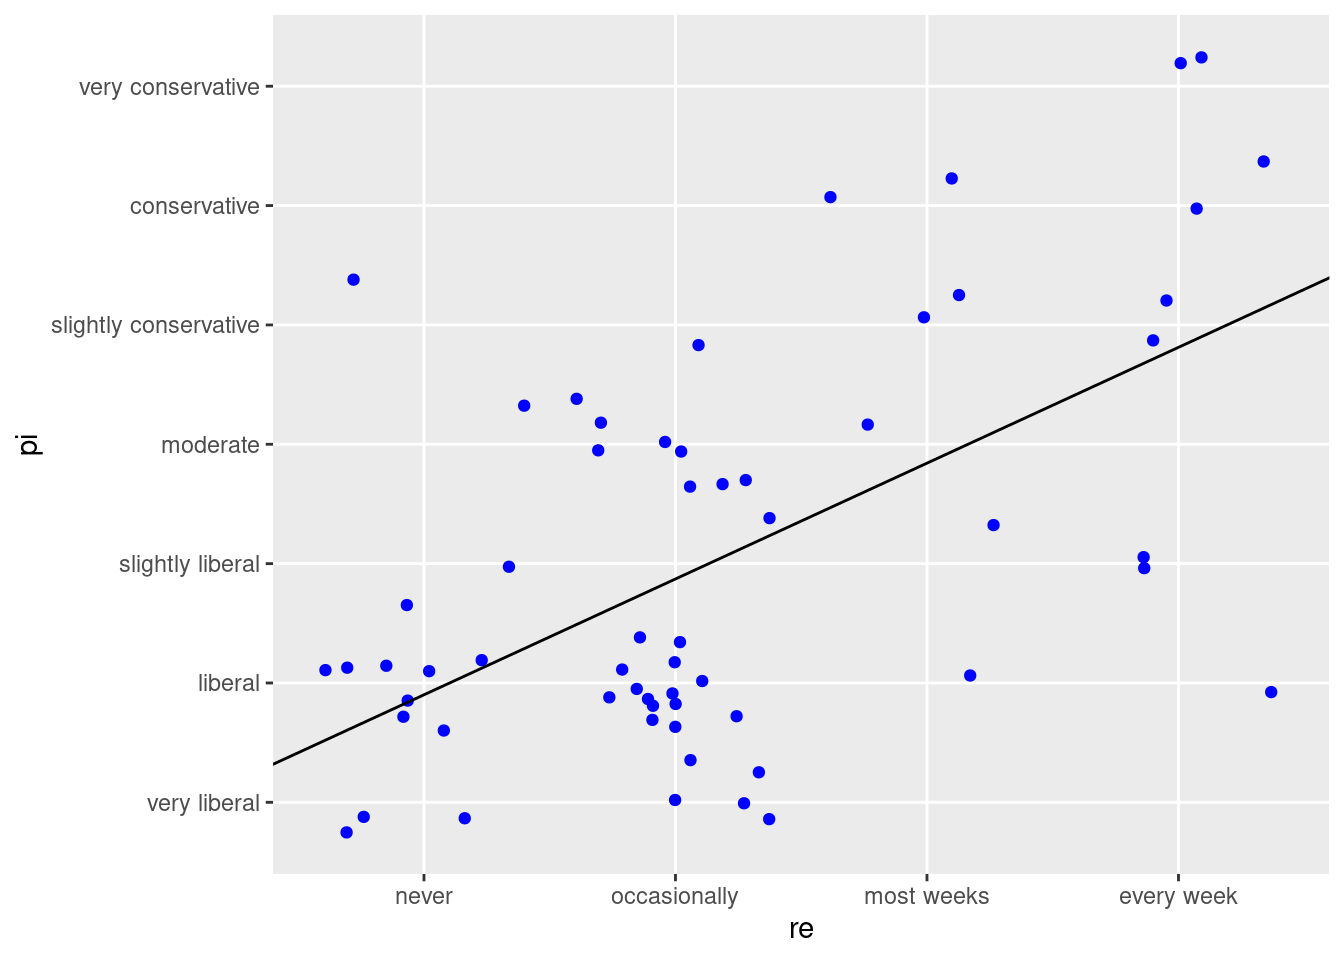 very conservative
conservative
slightly conservative
moderate
slightly liberal
liberal
very liberal
pi
never occasionally most weeks every week
re